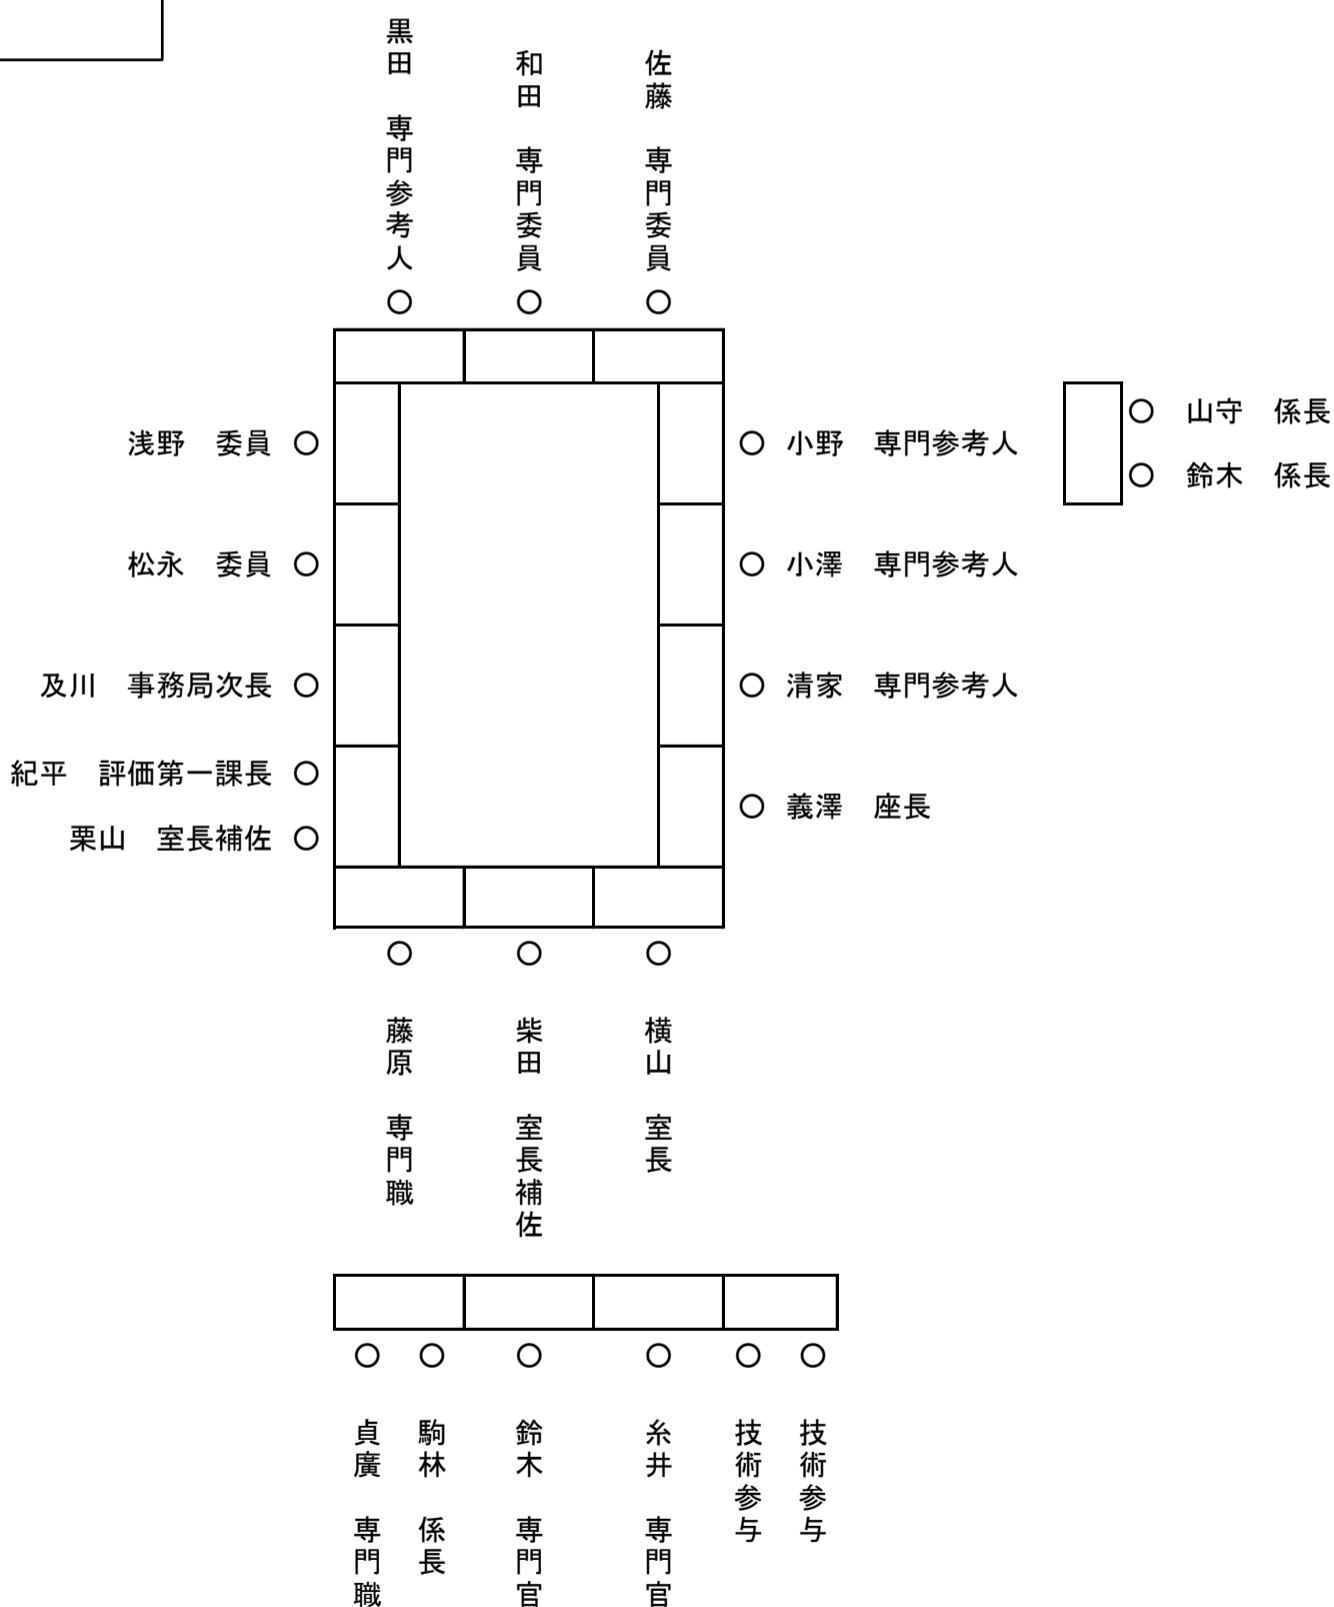 黒田　専門参考人
和田　専門委員
佐藤　専門委員
浅野　委員
松永　委員
及川　事務局次長
紀平　評価第一課長
栗山　室長補佐
小野　専門参考人
小澤　専門参考人
清家　専門参考人
義澤　座長
山守　係長
鈴木　係長
藤原　専門職
柴田　室長補佐
横山　室長
貞廣　専門職
駒林　係長
鈴木　専門官
糸井　専門官
技術参与
技術参与